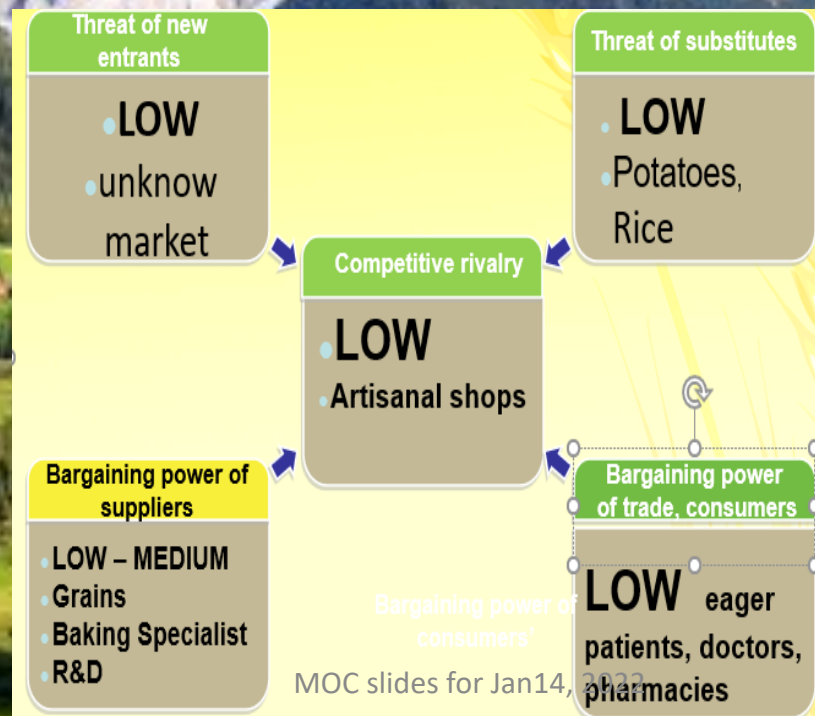 Threat of new
entrants
•LOW
•unknow
market
Threat of substitutes
• LOW
•Potatoes,
Rice
Competitive rivalry
•LOW
•Artisanal shops
Bargaining power of
suppliers
•LOW – MEDIUM
•Grains
•Baking Specialist
•R&D
Bargaining power
of trade, consumers
LOW eager
patients, doctors,
pharmacies
Bargaining power of
consumers'
MOC slides for Jan14, 2022